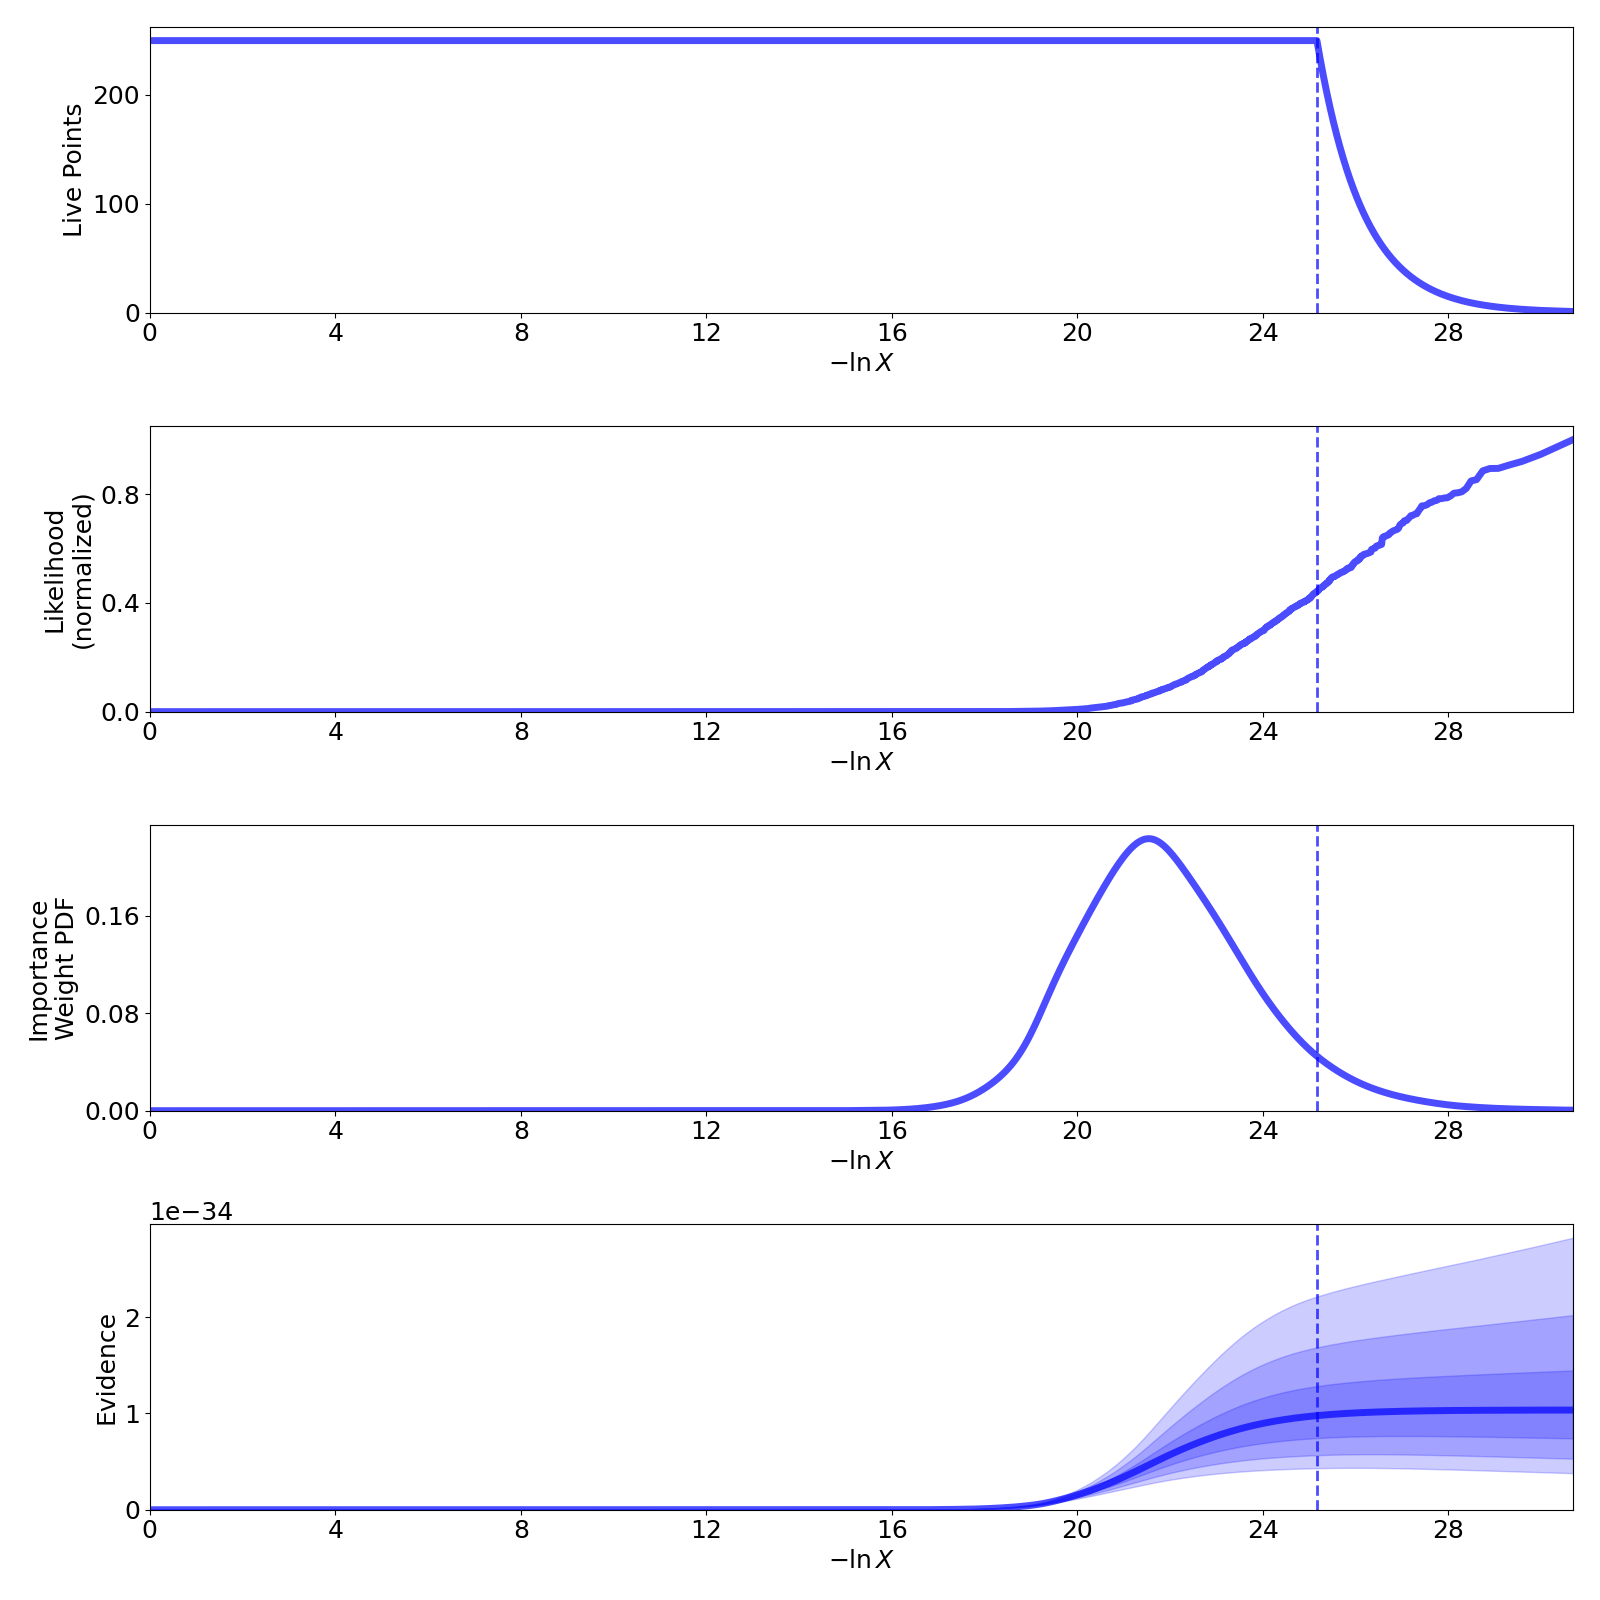 200
100
0
Live Points
0 4 8 12 16 20 24 28
−ln X
0.8
0.4
0.0
Likelihood
(normalized)
0 4 8 12 16 20 24 28
−ln X
0.16
0.08
0.00
Importance
Weight PDF
0 4 8 12 16 20 24 28
−ln X
1e−34
2
1
0
Evidence
0 4 8 12 16 20 24 28
−ln X